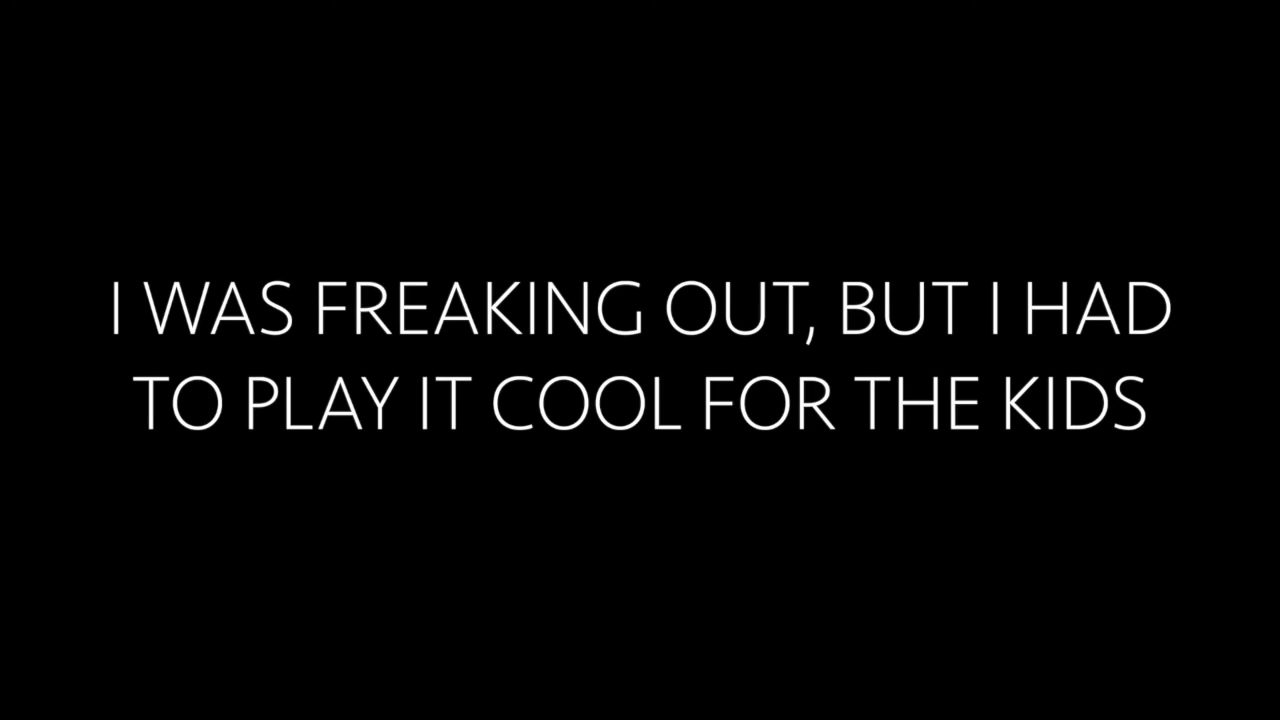 I WAS FREAKING OUT, BUT I HAD
TO PLAY IT COOL FOR THE KIDS